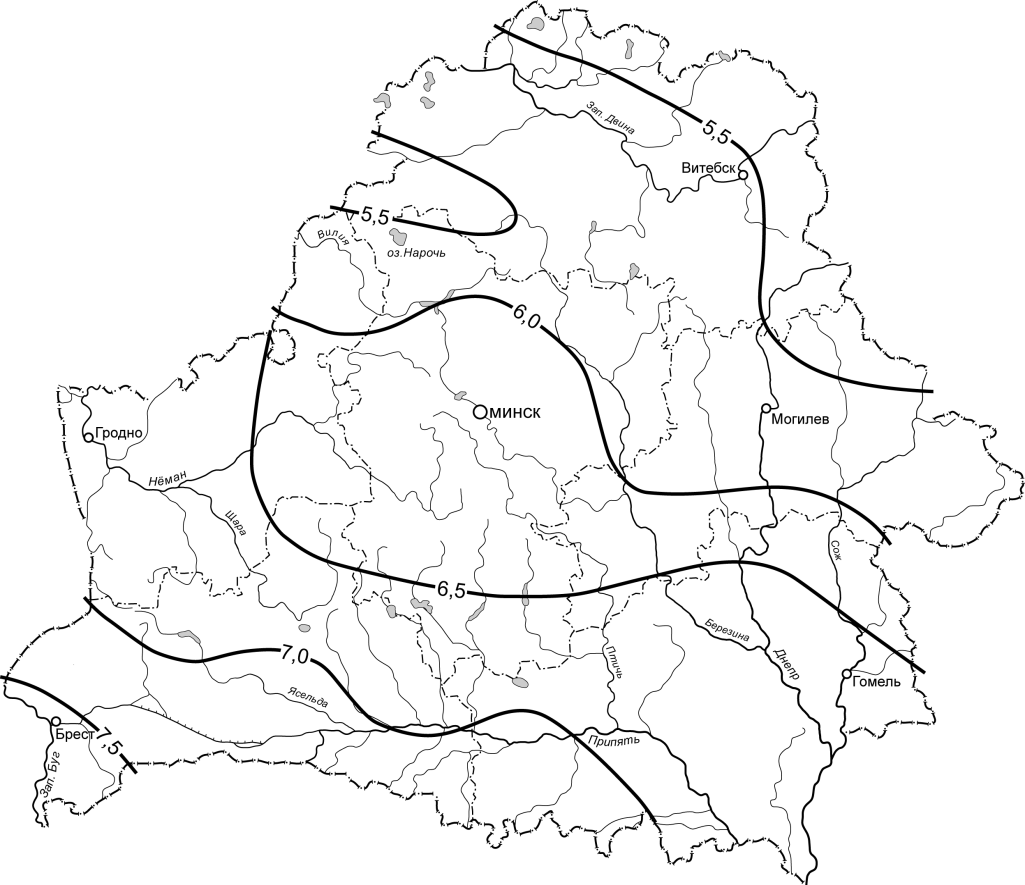 Зап. Двина
5,5
Витебск
5,5
Вилия
оз.Нарочь
6,0
минск
Могилев
Гродно
Нёман
Щара
Сож
6,5
Березина
7,0
Птичь
Днепр
Гомель
Ясельда
Брест
7,5
Припять
Зап. Буг